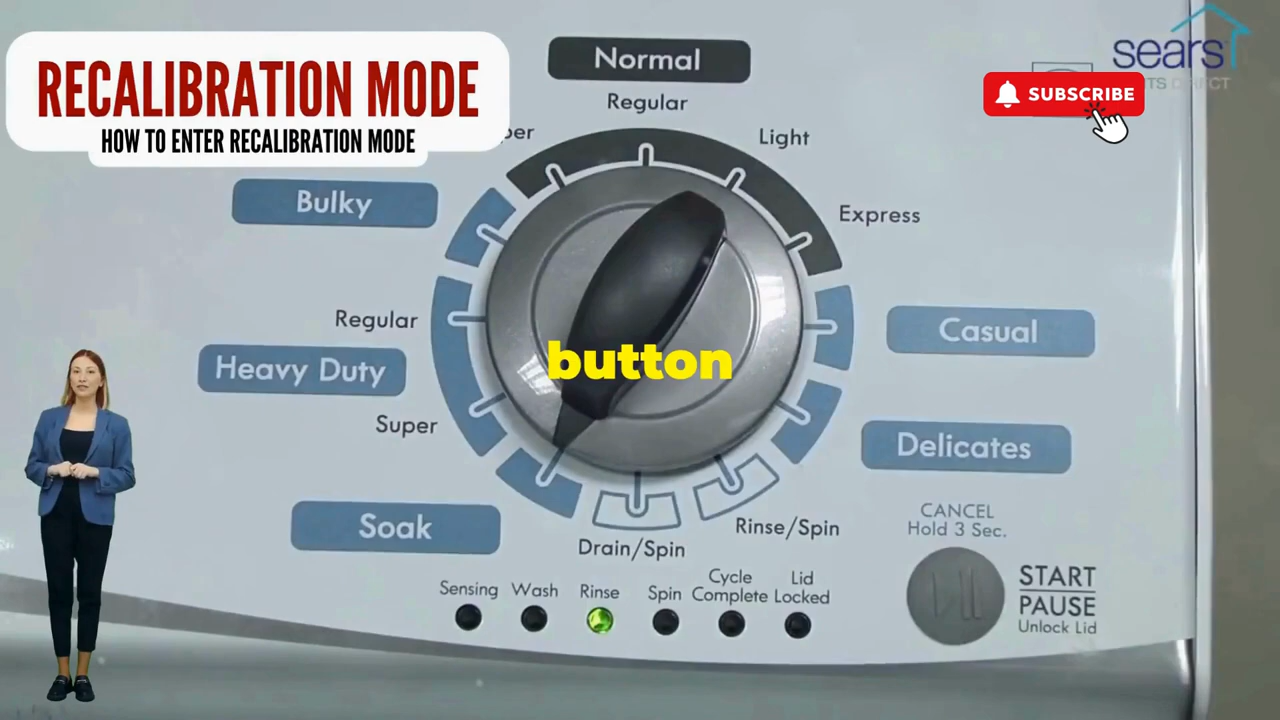 RECALIBRATION MODE
HOW TO ENTER RECALIBRATION MODE
sears
DIRECT
SUBSCRIBE
Normal
Regular
Light
Express
Bulky
Regular
Heavy Duty
Super
Casual
Delicates
button
Soak
Drain/Spin
Rinse/Spin
CANCEL
Hold 3 Sec.
START
PAUSE
Unlock Lid
Sensing
Wash
Rinse
Spin
Cycle
Complete
Lid
Locked